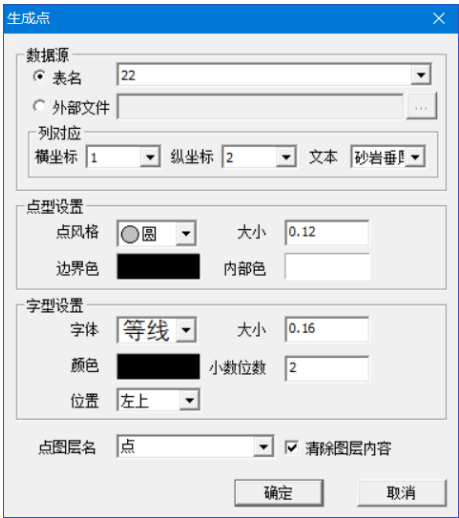 生成点
数据源
表名 22
外部文件 ...
列对应
横坐标 1 纵坐标 2 文本 砂岩垂
点型设置
点风格 圆 大小 0.12
边界色 内部色
字型设置
字体 等线 大小 0.16
颜色 小数位数 2
位置 左上
点图层名 点 清除图层内容
确定 取消